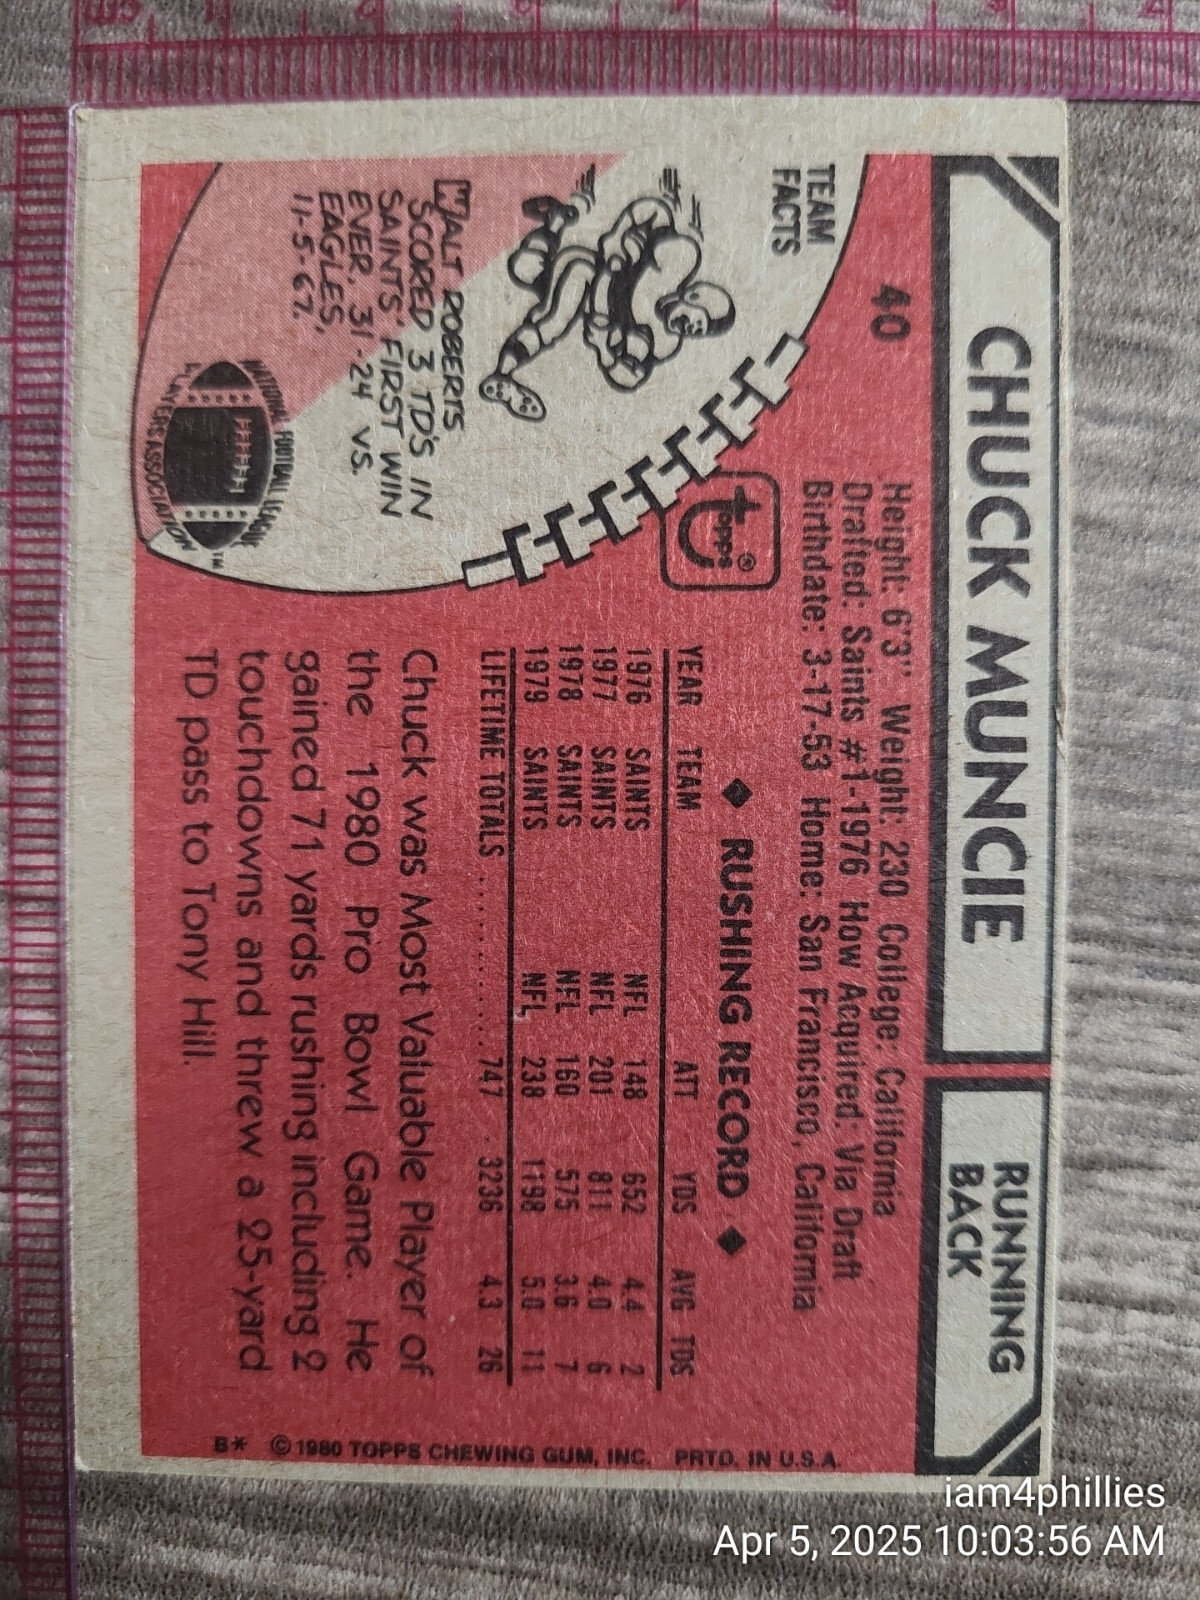 CHUCK MUNCIE
RUNNING
BACK
40
Height: 6'3" Weight: 230 College: California
Drafted: Saints #1-1976 How Acquired: Via Draft
Birthdate: 3-17-53 Home: San Francisco, California
TEAM
FACTS
topps®
◆ RUSHING RECORD ◆
YEAR TEAM ATT YDS AVG TDS
1976 SAINTS NFL 148 652 4.4 2
1977 SAINTS NFL 201 811 4.0 6
1978 SAINTS NFL 160 575 3.6 7
1979 SAINTS NFL 238 1198 5.0 11
LIFETIME TOTALS 747 3236 4.3 26
WALT ROBERTS
SCORED 3 TD'S IN
SAINTS' FIRST WIN
EVER, 31-24 VS.
EAGLES,
11-5-67.
NATIONAL FOOTBALL LEAGUE
PLAYERS ASSOCIATION
TM
Chuck was Most Valuable Player of
the 1980 Pro Bowl Game. He
gained 71 yards rushing including 2
touchdowns and threw a 25-yard
TD pass to Tony Hill.
B* © 1980 TOPPS CHEWING GUM, INC. PRTD. IN U.S.A.
iam4phillies
Apr 5, 2025 10:03:56 AM